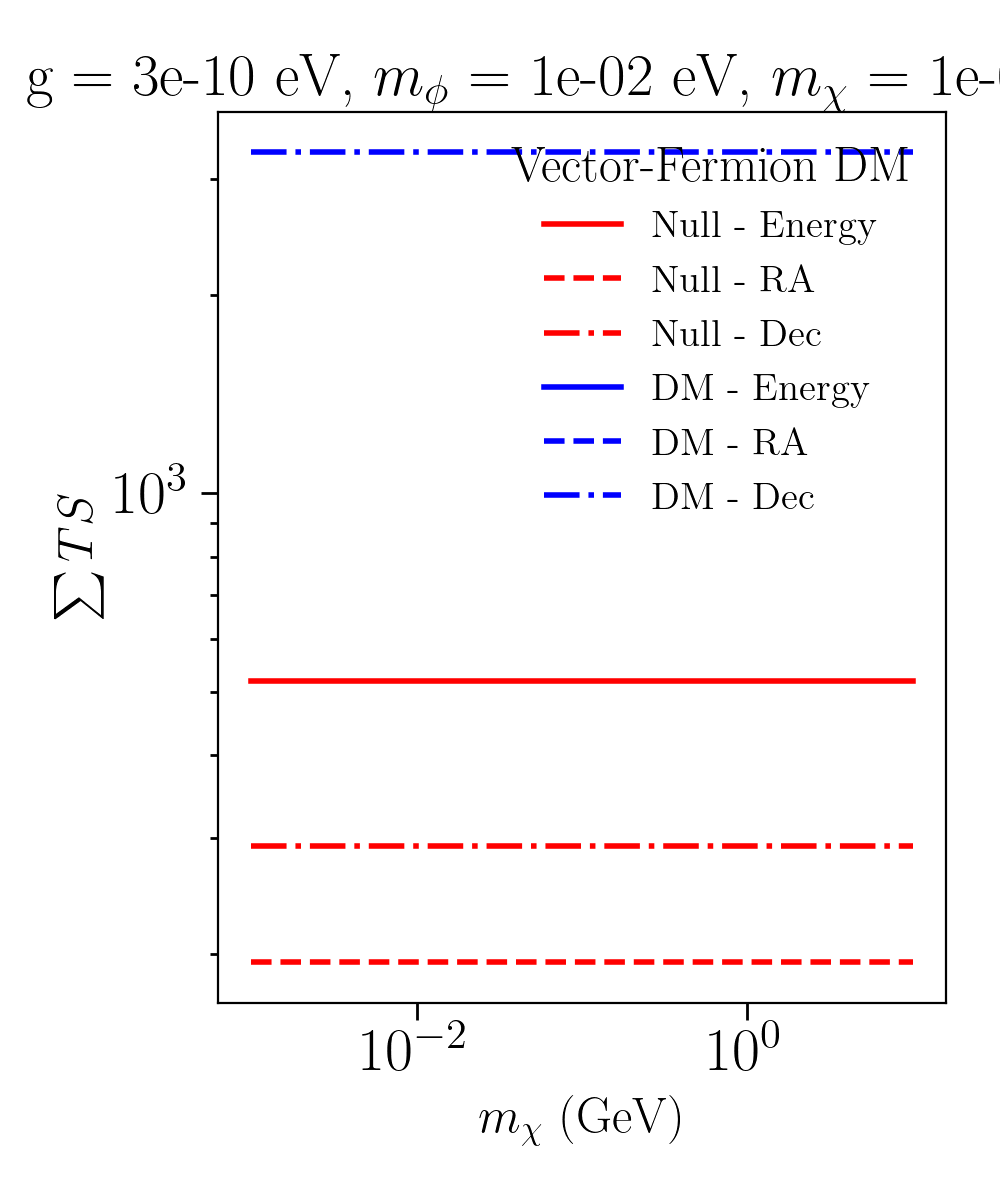 g = 3e-10 eV, $m_\phi$ = 1e-02 eV, $m_\chi$ = 1e-
Vector-Fermion DM
Null - Energy
Null - RA
Null - Dec
DM - Energy
DM - RA
DM - Dec
$10^3$
$\sum TS$
$10^{-2}$ $10^0$
$m_\chi$ (GeV)